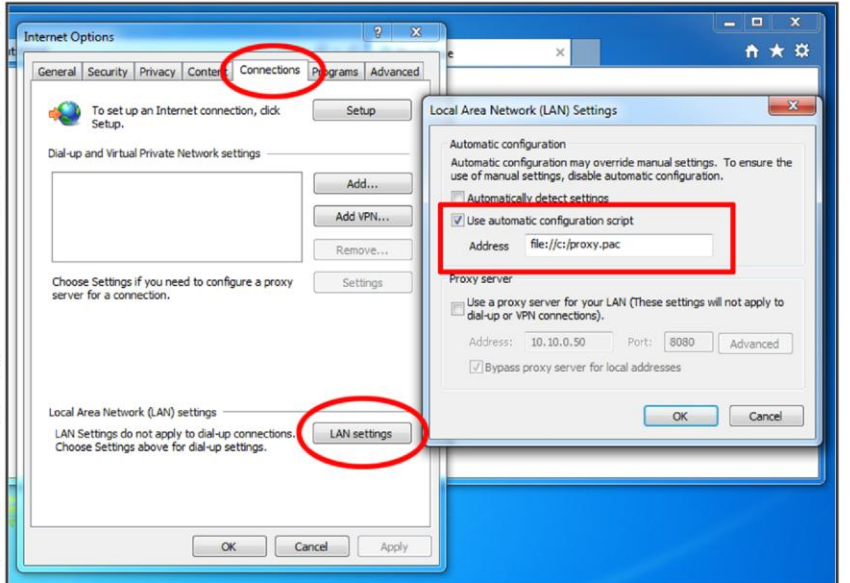 Internet Options
General Security Privacy Content Connections Programs Advanced
To set up an Internet connection, click
Setup.
Setup
Dial-up and Virtual Private Network settings
Add...
Add VPN...
Remove...
Choose Settings if you need to configure a proxy
server for a connection.
Settings
Local Area Network (LAN) settings
LAN Settings do not apply to dial-up connections.
Choose Settings above for dial-up settings.
LAN settings
OK Cancel Apply
Local Area Network (LAN) Settings
Automatic configuration
Automatic configuration may override manual settings. To ensure the
use of manual settings, disable automatic configuration.
Automatically detect settings
Use automatic configuration script
Address file://c:/proxy.pac
Proxy server
Use a proxy server for your LAN (These settings will not apply to
dial-up or VPN connections).
Address: 10.10.0.50 Port: 8080 Advanced
Bypass proxy server for local addresses
OK Cancel